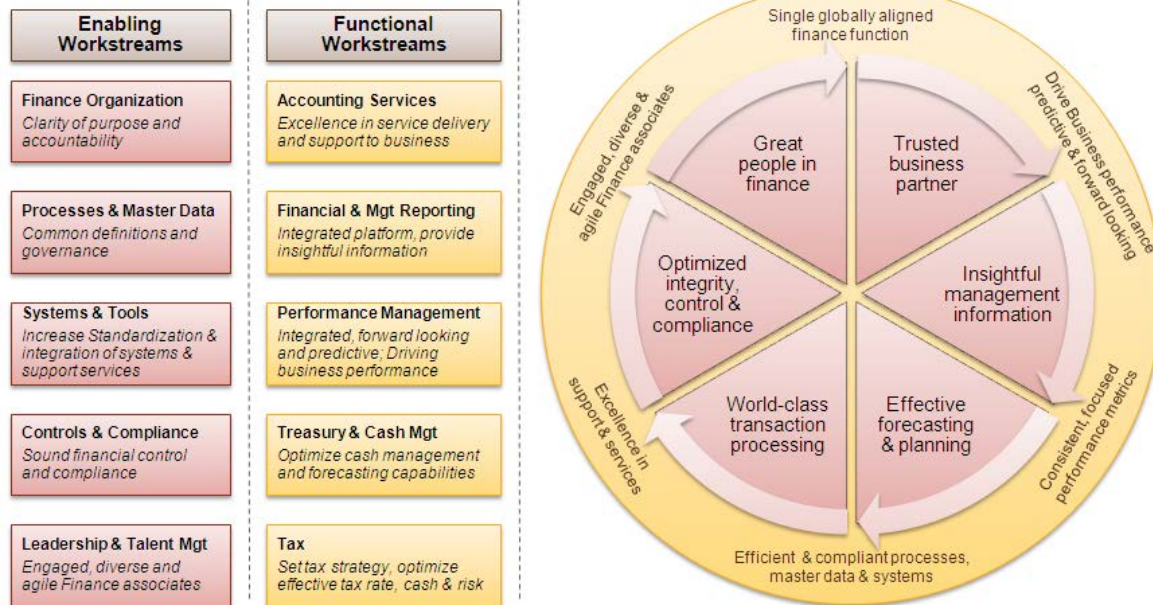 Enabling
Workstreams
Finance Organization
Clarity of purpose and
accountability
Processes & Master Data
Common definitions and
governance
Systems & Tools
Increase Standardization &
integration of systems &
support services
Controls & Compliance
Sound financial control
and compliance
Leadership & Talent Mgt
Engaged, diverse and
agile Finance associates
Functional
Workstreams
Accounting Services
Excellence in service delivery
and support to business
Financial & Mgt Reporting
Integrated platform, provide
insightful information
Performance Management
Integrated, forward looking
and predictive; Driving
business performance
Treasury & Cash Mgt
Optimize cash management
and forecasting capabilities
Tax
Set tax strategy, optimize
effective tax rate, cash & risk
Single globally aligned
finance function
Drive Business performance
predictive & forward looking
Consistent, focused
performance metrics
Efficient & compliant processes,
master data & systems
Excellence in
support & services
Engaged, diverse &
agile Finance associates
Great
people in
finance
Trusted
business
partner
Insightful
management
information
Effective
forecasting
& planning
World-class
transaction
processing
Optimized
integrity,
control &
compliance